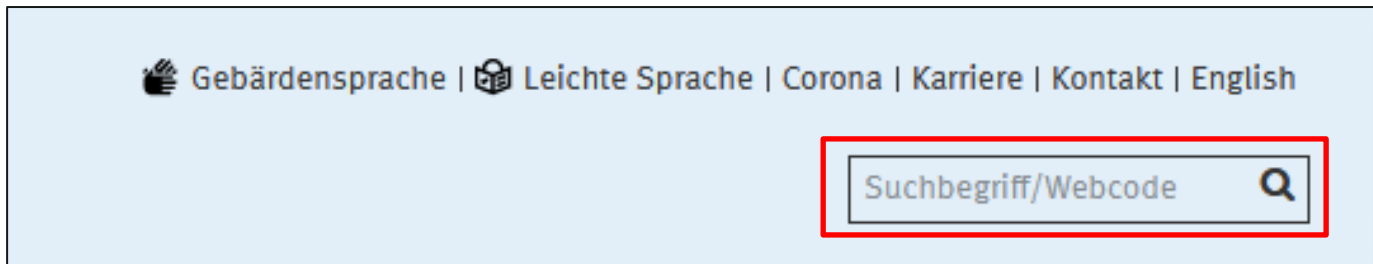 Gebärdensprache | Leichte Sprache | Corona | Karriere | Kontakt | English
Suchbegriff/Webcode